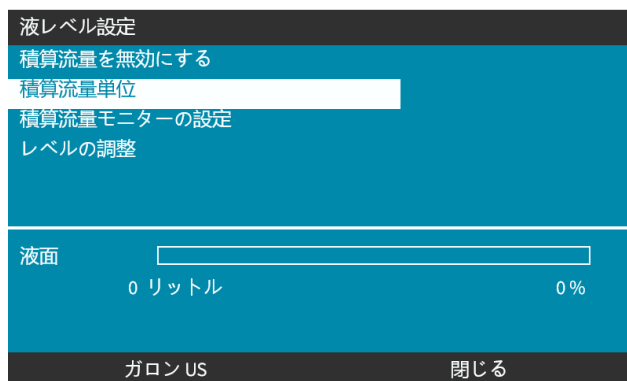 液レベル設定
積算流量を無効にする
積算流量単位
積算流量モニターの設定
レベルの調整
液面
0 リットル 0%
ガロン US 閉じる